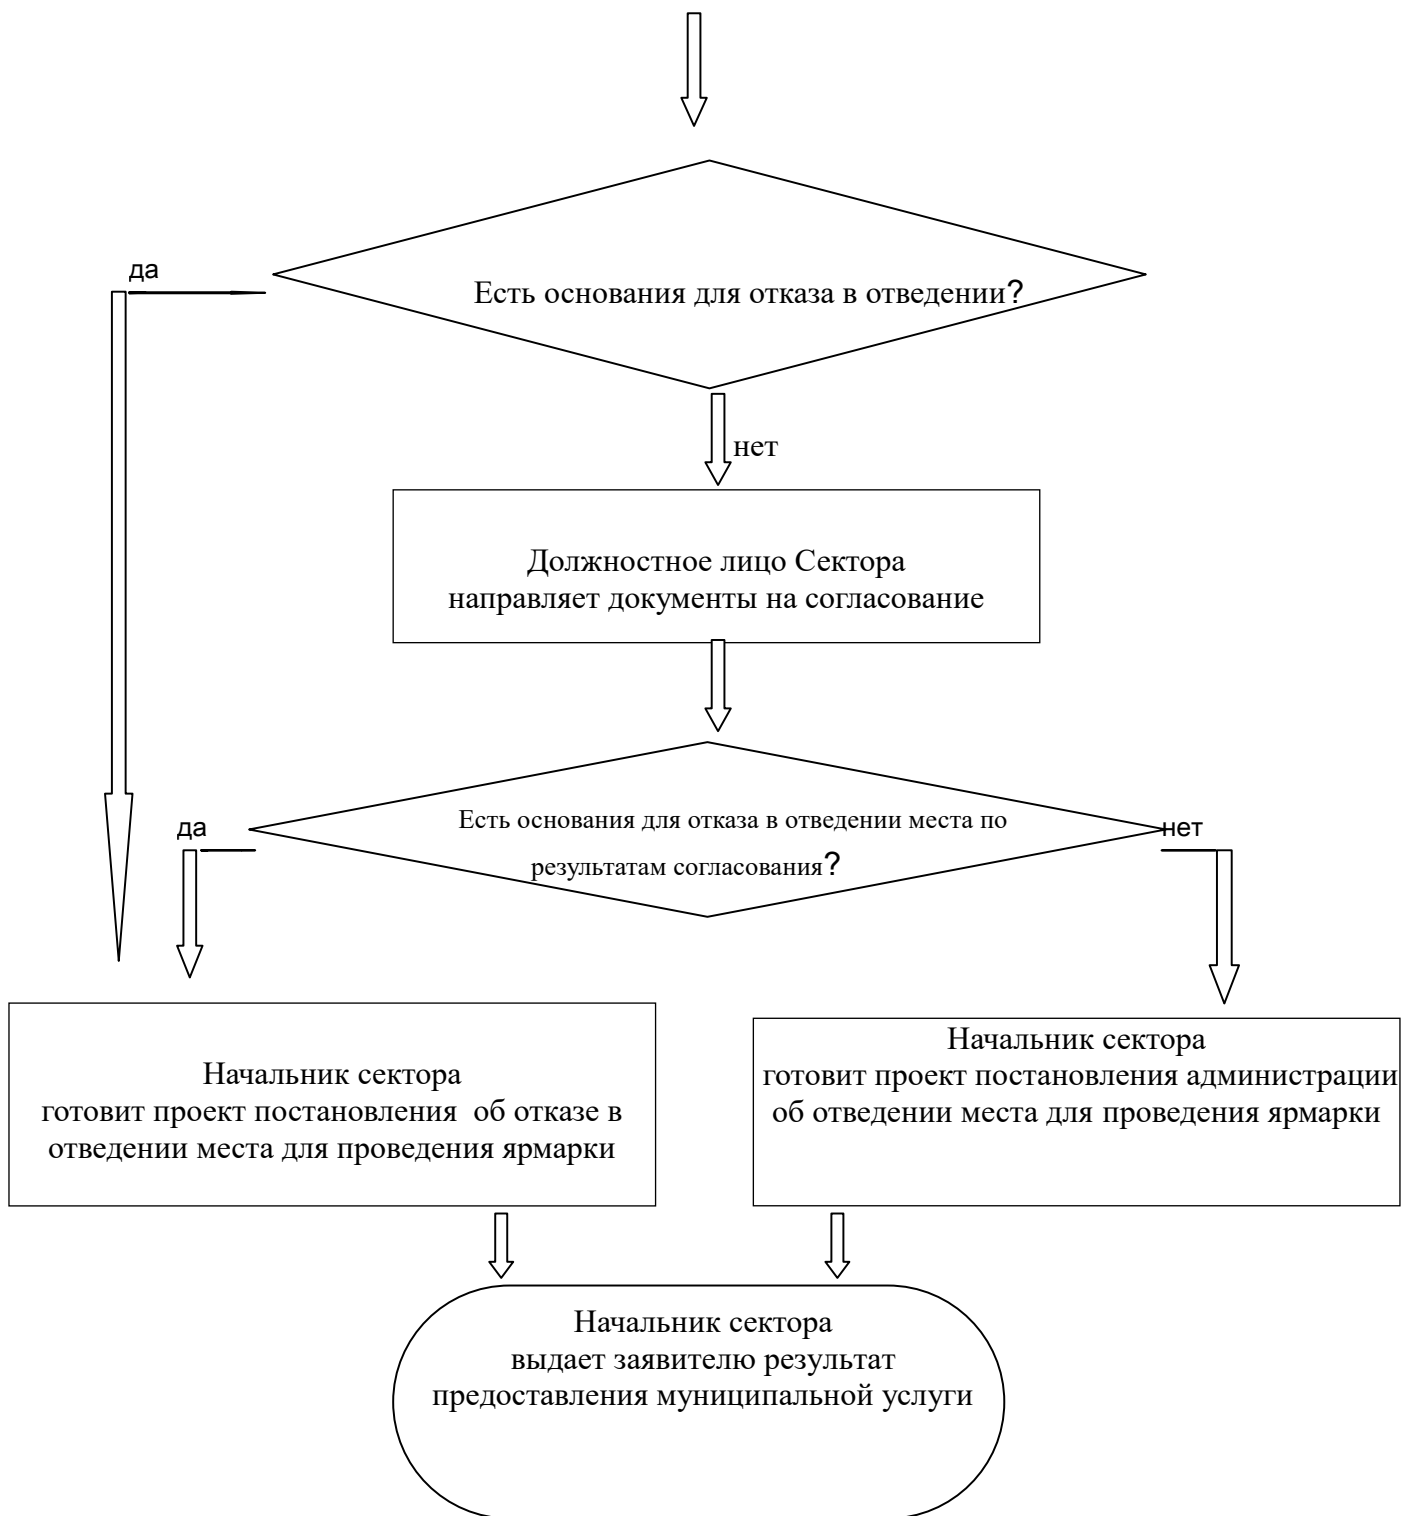 да
Есть основания для отказа в отведении?
нет
Должностное лицо Сектора
направляет документы на согласование
да
Есть основания для отказа в отведении места по
результатам согласования?
нет
Начальник сектора
готовит проект постановления об отказе в
отведении места для проведения ярмарки
Начальник сектора
готовит проект постановления администрации
об отведении места для проведения ярмарки
Начальник сектора
выдает заявителю результат
предоставления муниципальной услуги